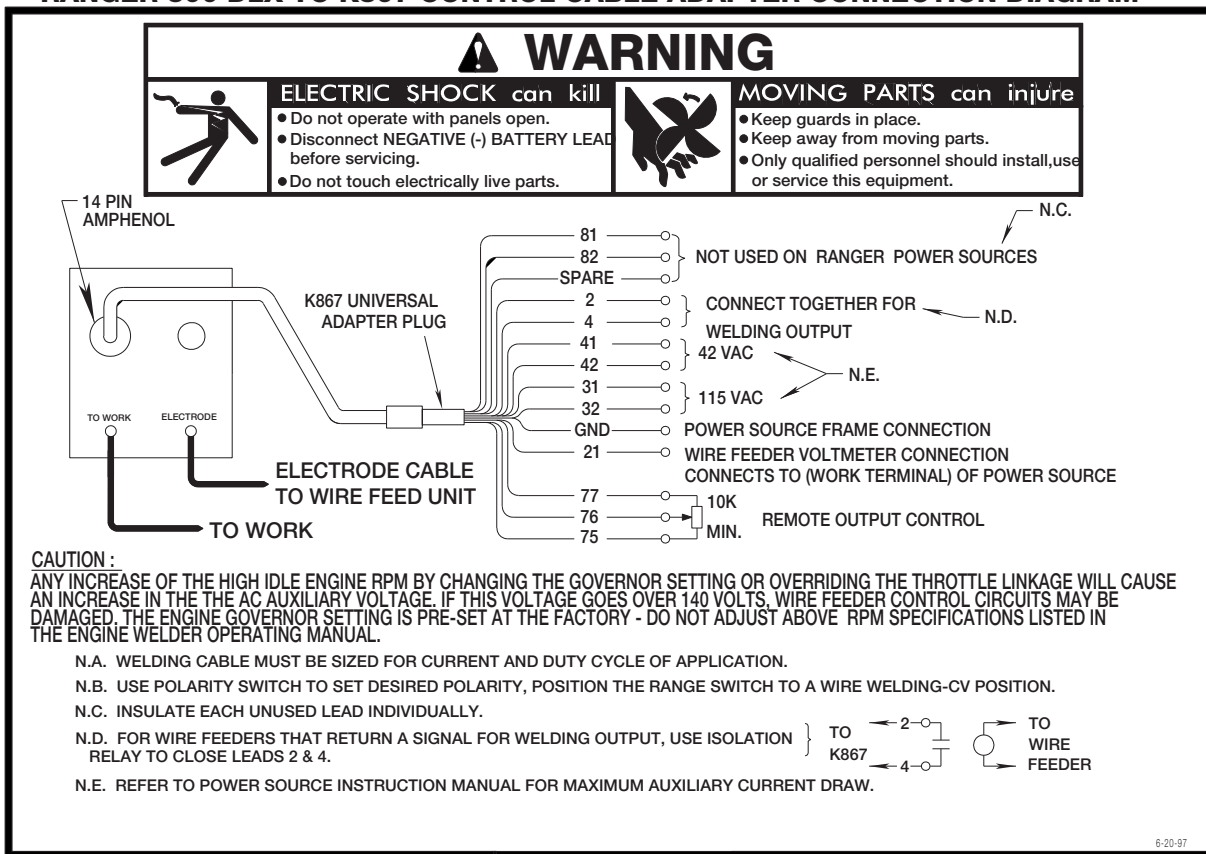 WARNING
ELECTRIC SHOCK can kill
● Do not operate with panels open.
● Disconnect NEGATIVE (-) BATTERY LEAD
before servicing.
● Do not touch electrically live parts.
MOVING PARTS can injure
● Keep guards in place.
● Keep away from moving parts.
● Only qualified personnel should install,use
or service this equipment.
14 PIN
AMPHENOL
N.C.
81
82
SPARE
NOT USED ON RANGER POWER SOURCES
K867 UNIVERSAL
ADAPTER PLUG
2
4
CONNECT TOGETHER FOR
WELDING OUTPUT
N.D.
41
42
42 VAC
N.E.
31
32
115 VAC
GND
POWER SOURCE FRAME CONNECTION
21
WIRE FEEDER VOLTMETER CONNECTION
CONNECTS TO (WORK TERMINAL) OF POWER SOURCE
77
76
75
10K
MIN.
REMOTE OUTPUT CONTROL
TO WORK
ELECTRODE
ELECTRODE CABLE
TO WIRE FEED UNIT
TO WORK
CAUTION :
ANY INCREASE OF THE HIGH IDLE ENGINE RPM BY CHANGING THE GOVERNOR SETTING OR OVERRIDING THE THROTTLE LINKAGE WILL CAUSE
AN INCREASE IN THE THE AC AUXILIARY VOLTAGE. IF THIS VOLTAGE GOES OVER 140 VOLTS, WIRE FEEDER CONTROL CIRCUITS MAY BE
DAMAGED. THE ENGINE GOVERNOR SETTING IS PRE-SET AT THE FACTORY - DO NOT ADJUST ABOVE RPM SPECIFICATIONS LISTED IN
THE ENGINE WELDER OPERATING MANUAL.
N.A. WELDING CABLE MUST BE SIZED FOR CURRENT AND DUTY CYCLE OF APPLICATION.
N.B. USE POLARITY SWITCH TO SET DESIRED POLARITY, POSITION THE RANGE SWITCH TO A WIRE WELDING-CV POSITION.
N.C. INSULATE EACH UNUSED LEAD INDIVIDUALLY.
N.D. FOR WIRE FEEDERS THAT RETURN A SIGNAL FOR WELDING OUTPUT, USE ISOLATION
RELAY TO CLOSE LEADS 2 & 4.
TO
K867
2
4
TO
WIRE
FEEDER
N.E. REFER TO POWER SOURCE INSTRUCTION MANUAL FOR MAXIMUM AUXILIARY CURRENT DRAW.
6-20-97